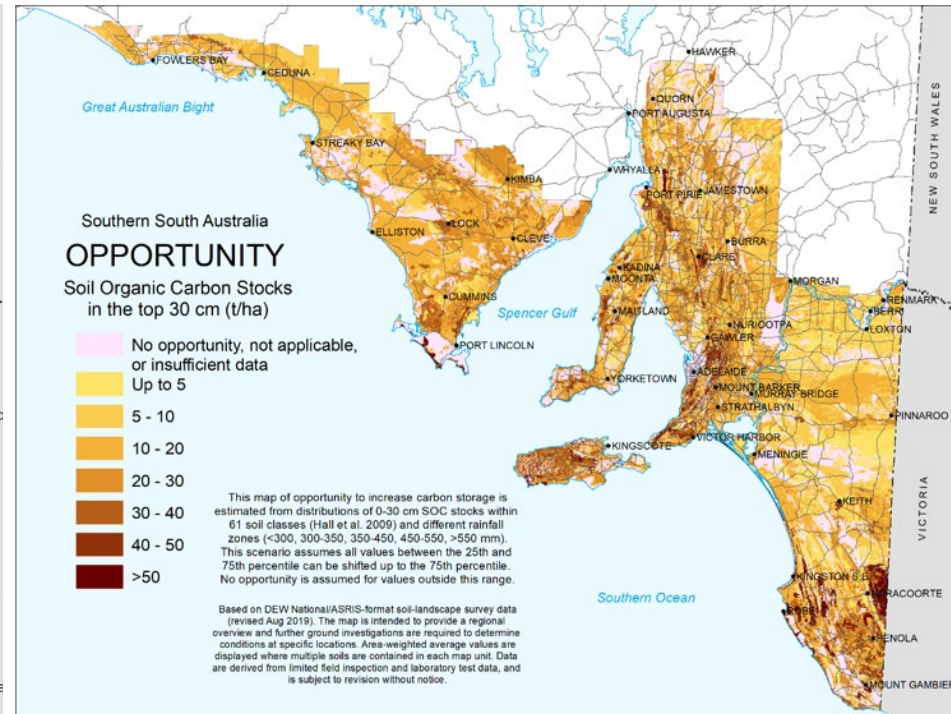 Southern South Australia
OPPORTUNITY
Soil Organic Carbon Stocks
in the top 30 cm (t/ha)
No opportunity, not applicable,
or insufficient data
Up to 5
5 - 10
10 - 20
20 - 30
30 - 40
40 - 50
>50
This map of opportunity to increase carbon storage is
estimated from distributions of 0-30 cm SOC stocks within
61 soil classes (Hall et al. 2009) and different rainfall
zones (<300, 300-350, 350-450, 450-550, >550 mm).
This scenario assumes all values between the 25th and
75th percentile can be shifted up to the 75th percentile.
No opportunity is assumed for values outside this range.
Based on DEW National/ASRIS-format soil-landscape survey data
(revised Aug 2019). The map is intended to provide a regional
overview and further ground investigations are required to determine
conditions at specific locations. Area-weighted average values are
displayed where multiple soils are contained in each map unit. Data
are derived from limited field inspection and laboratory test data, and
is subject to revision without notice.
Great Australian Bight
Spencer Gulf
Southern Ocean
NEW SOUTH WALES
VICTORIA
HAWKER
FOWLERS BAY
CEDUNA
QUORN
PORT AUGUSTA
STREAKY BAY
WHYALLA
KIMBA
PORT PIRIE
JAMESTOWN
LOCK
ELLISTON
CLEVE
BURRA
CLARE
KADINA
MOONTA
MORGAN
CUMMINS
RENMARK
BERRI
MAITLAND
LOXTON
NURIOOTPA
GAWLER
PORT LINCOLN
ADELAIDE
YORKETOWN
MOUNT BARKER
MURRAY BRIDGE
STRATHALBYN
PINNAROO
VICTOR HARBOR
KINGSCOTE
MENINGIE
KEITH
KINGSTON S.E.
NARACOORTE
ROBE
PENOLA
MOUNT GAMBIER